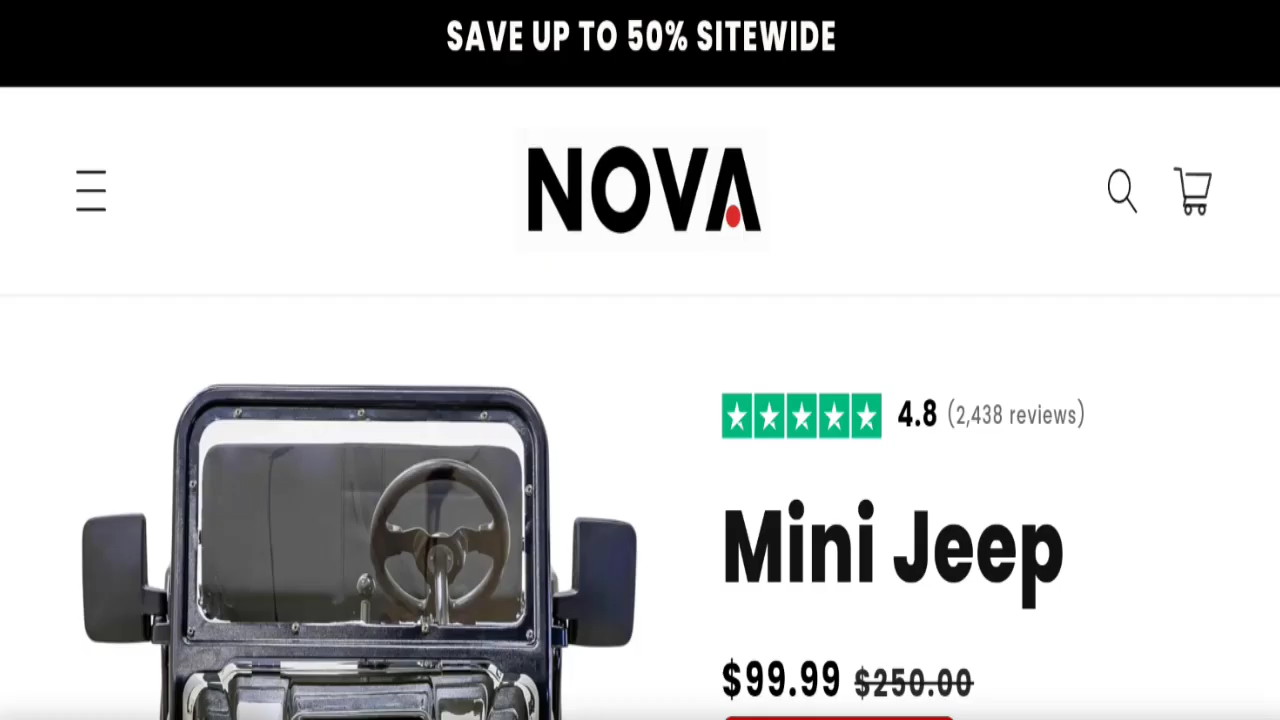 SAVE UP TO 50% SITEWIDE
NOVA
4.8 (2,438 reviews)
Mini Jeep
$99.99 $250.00